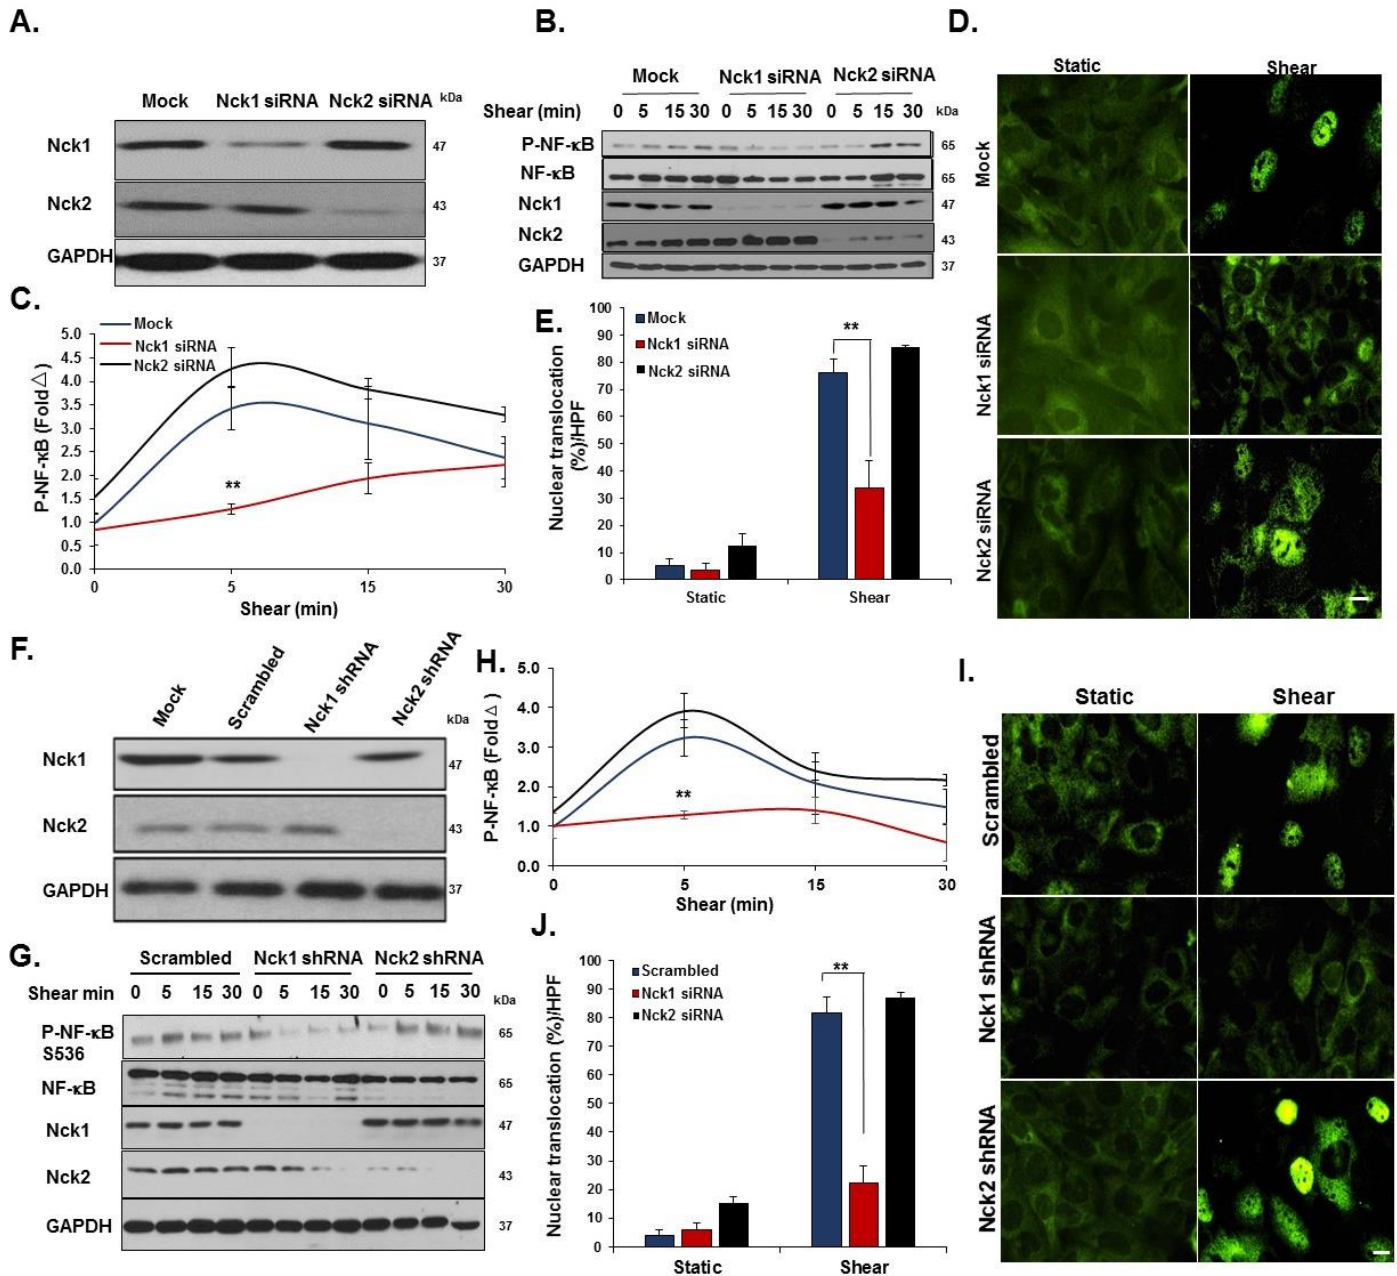 A.
Mock Nck1 siRNA Nck2 siRNA kDa
Nck1 47
Nck2 43
GAPDH 37
B.
Mock Nck1 siRNA Nck2 siRNA
Shear (min) 0 5 15 30 0 5 15 30 0 5 15 30 kDa
P-NF-κB 65
NF-κB 65
Nck1 47
Nck2 43
GAPDH 37
C.
Mock
Nck1 siRNA
Nck2 siRNA
P-NF-κB (Fold△)
5.0
4.5
4.0
3.5
3.0
2.5
2.0
1.5
1.0
0.5
0.0
**
0 5 15 30
Shear (min)
D.
Static Shear
Mock
Nck1 siRNA
Nck2 siRNA
E.
Mock
Nck1 siRNA
Nck2 siRNA
Nuclear translocation
(%)/HPF
100
90
80
70
60
50
40
30
20
10
0
**
Static Shear
F.
Mock Scrambled Nck1 shRNA Nck2 shRNA
kDa
Nck1 47
Nck2 43
GAPDH 37
G.
Scrambled Nck1 shRNA Nck2 shRNA
Shear min 0 5 15 30 0 5 15 30 0 5 15 30 kDa
P-NF-κB 65
S536
NF-κB 65
Nck1 47
Nck2 43
GAPDH 37
H.
P-NF-κB (Fold△)
5.0
4.0
3.0
2.0
1.0
0.0
**
0 5 15 30
Shear (min)
I.
Static Shear
Scrambled
Nck1 shRNA
Nck2 shRNA
J.
Scrambled
Nck1 siRNA
Nck2 siRNA
Nuclear translocation (%)/HPF
100
90
80
70
60
50
40
30
20
10
0
**
Static Shear